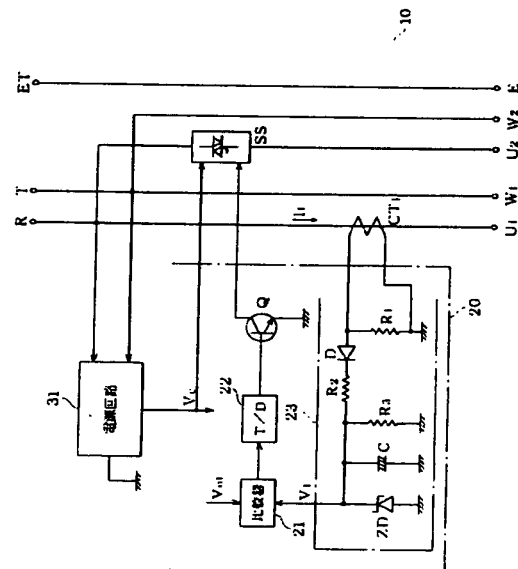 10
ET
E
W2
U2
SS
T
W1
R
U1
I1
CT1
20
Q
R1
D
R2
23
R3
C
ZD
31
電源回路
Vc
22
T/D
Vm
比較器
21
V1